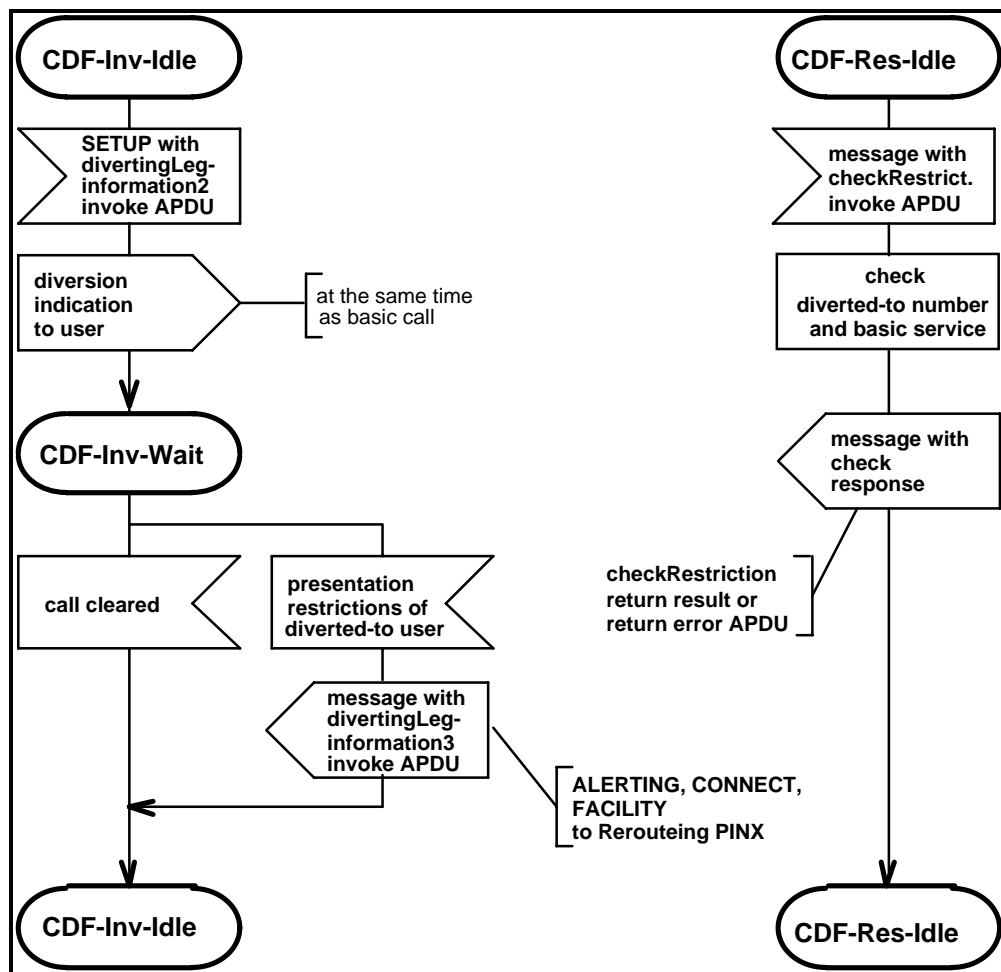 CDF-Inv-Idle
SETUP with
divertingLeg-
information2
invoke APDU
diversion
indication
to user
at the same time
as basic call
CDF-Inv-Wait
call cleared
presentation
restrictions of
diverted-to user
message with
divertingLeg-
information3
invoke APDU
ALERTING, CONNECT,
FACILITY
to Rerouteing PINX
CDF-Inv-Idle
CDF-Res-Idle
message with
checkRestrict.
invoke APDU
check
diverted-to number
and basic service
message with
check
response
checkRestriction
return result or
return error APDU
CDF-Res-Idle